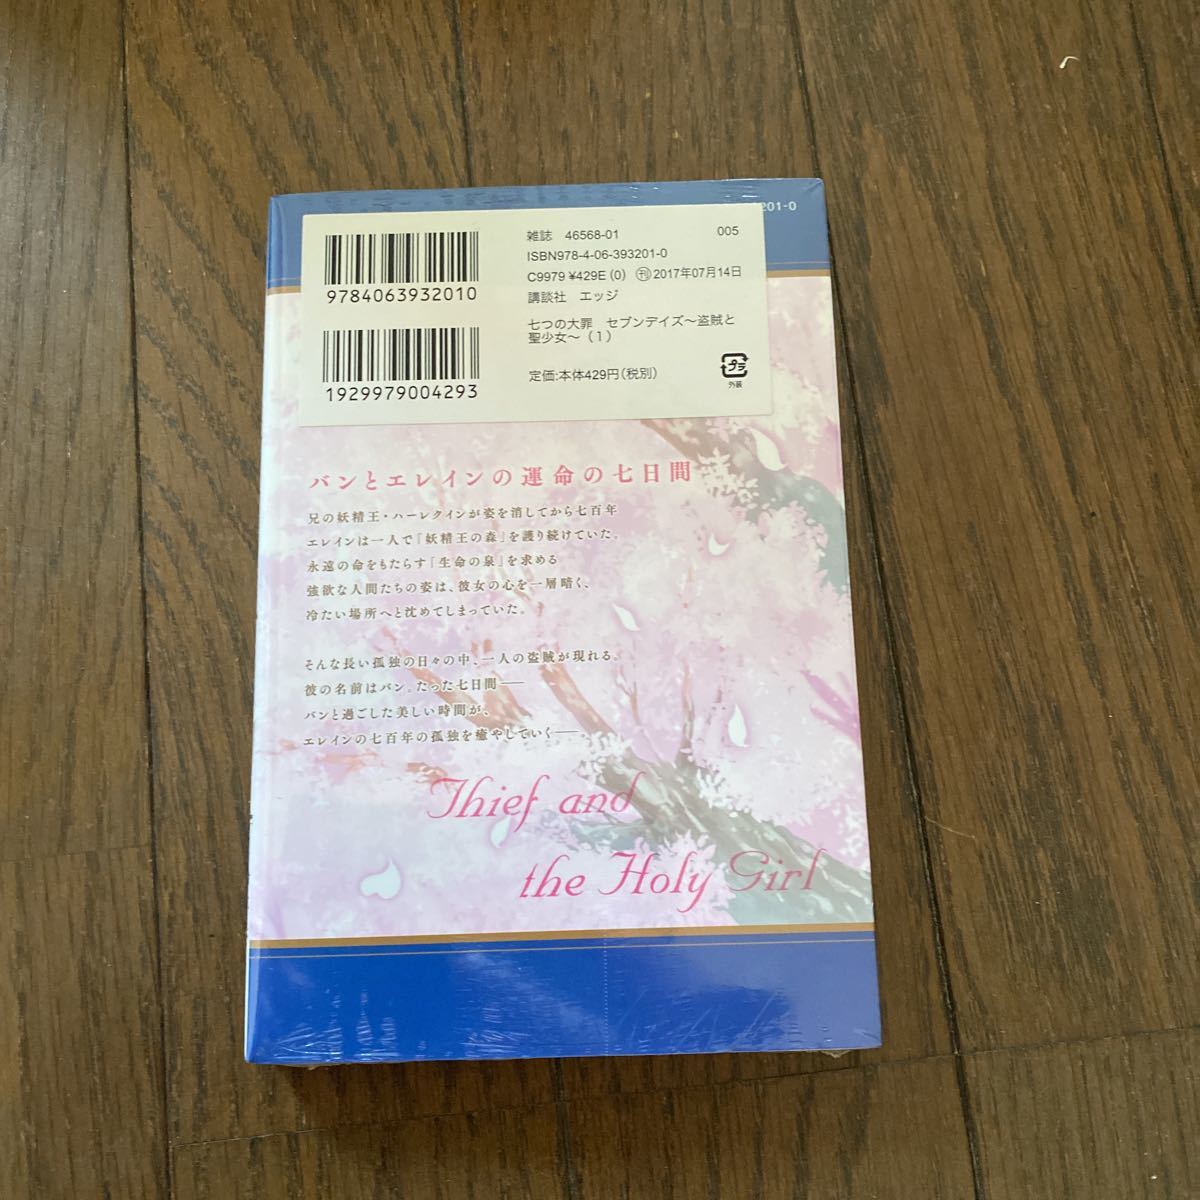 201-0
雑誌 46568-01 005
ISBN978-4-06-393201-0
C9979 ¥429E (0) ㊗ 2017年07月14日
講談社 エッジ
9784063932010
七つの大罪 セブンデイズ〜盗賊と
聖少女〜（1）
定価:本体429円（税別）
プラ
外装
1929979004293
バンとエレインの運命の七日間
兄の妖精王・ハーレクインが姿を消してから七百年
エレインは一人で「妖精王の森」を護り続けていた。
永遠の命をもたらす「生命の泉」を求める
強欲な人間たちの姿は、彼女の心を一層暗く、
冷たい場所へと沈めてしまっていた。
そんな長い孤独の日々の中、一人の盗賊が現れる。
彼の名前はバン。たった七日間──
バンと過ごした美しい時間が、
エレインの七百年の孤独を癒やしていく──。
Thief and
the Holy Girl